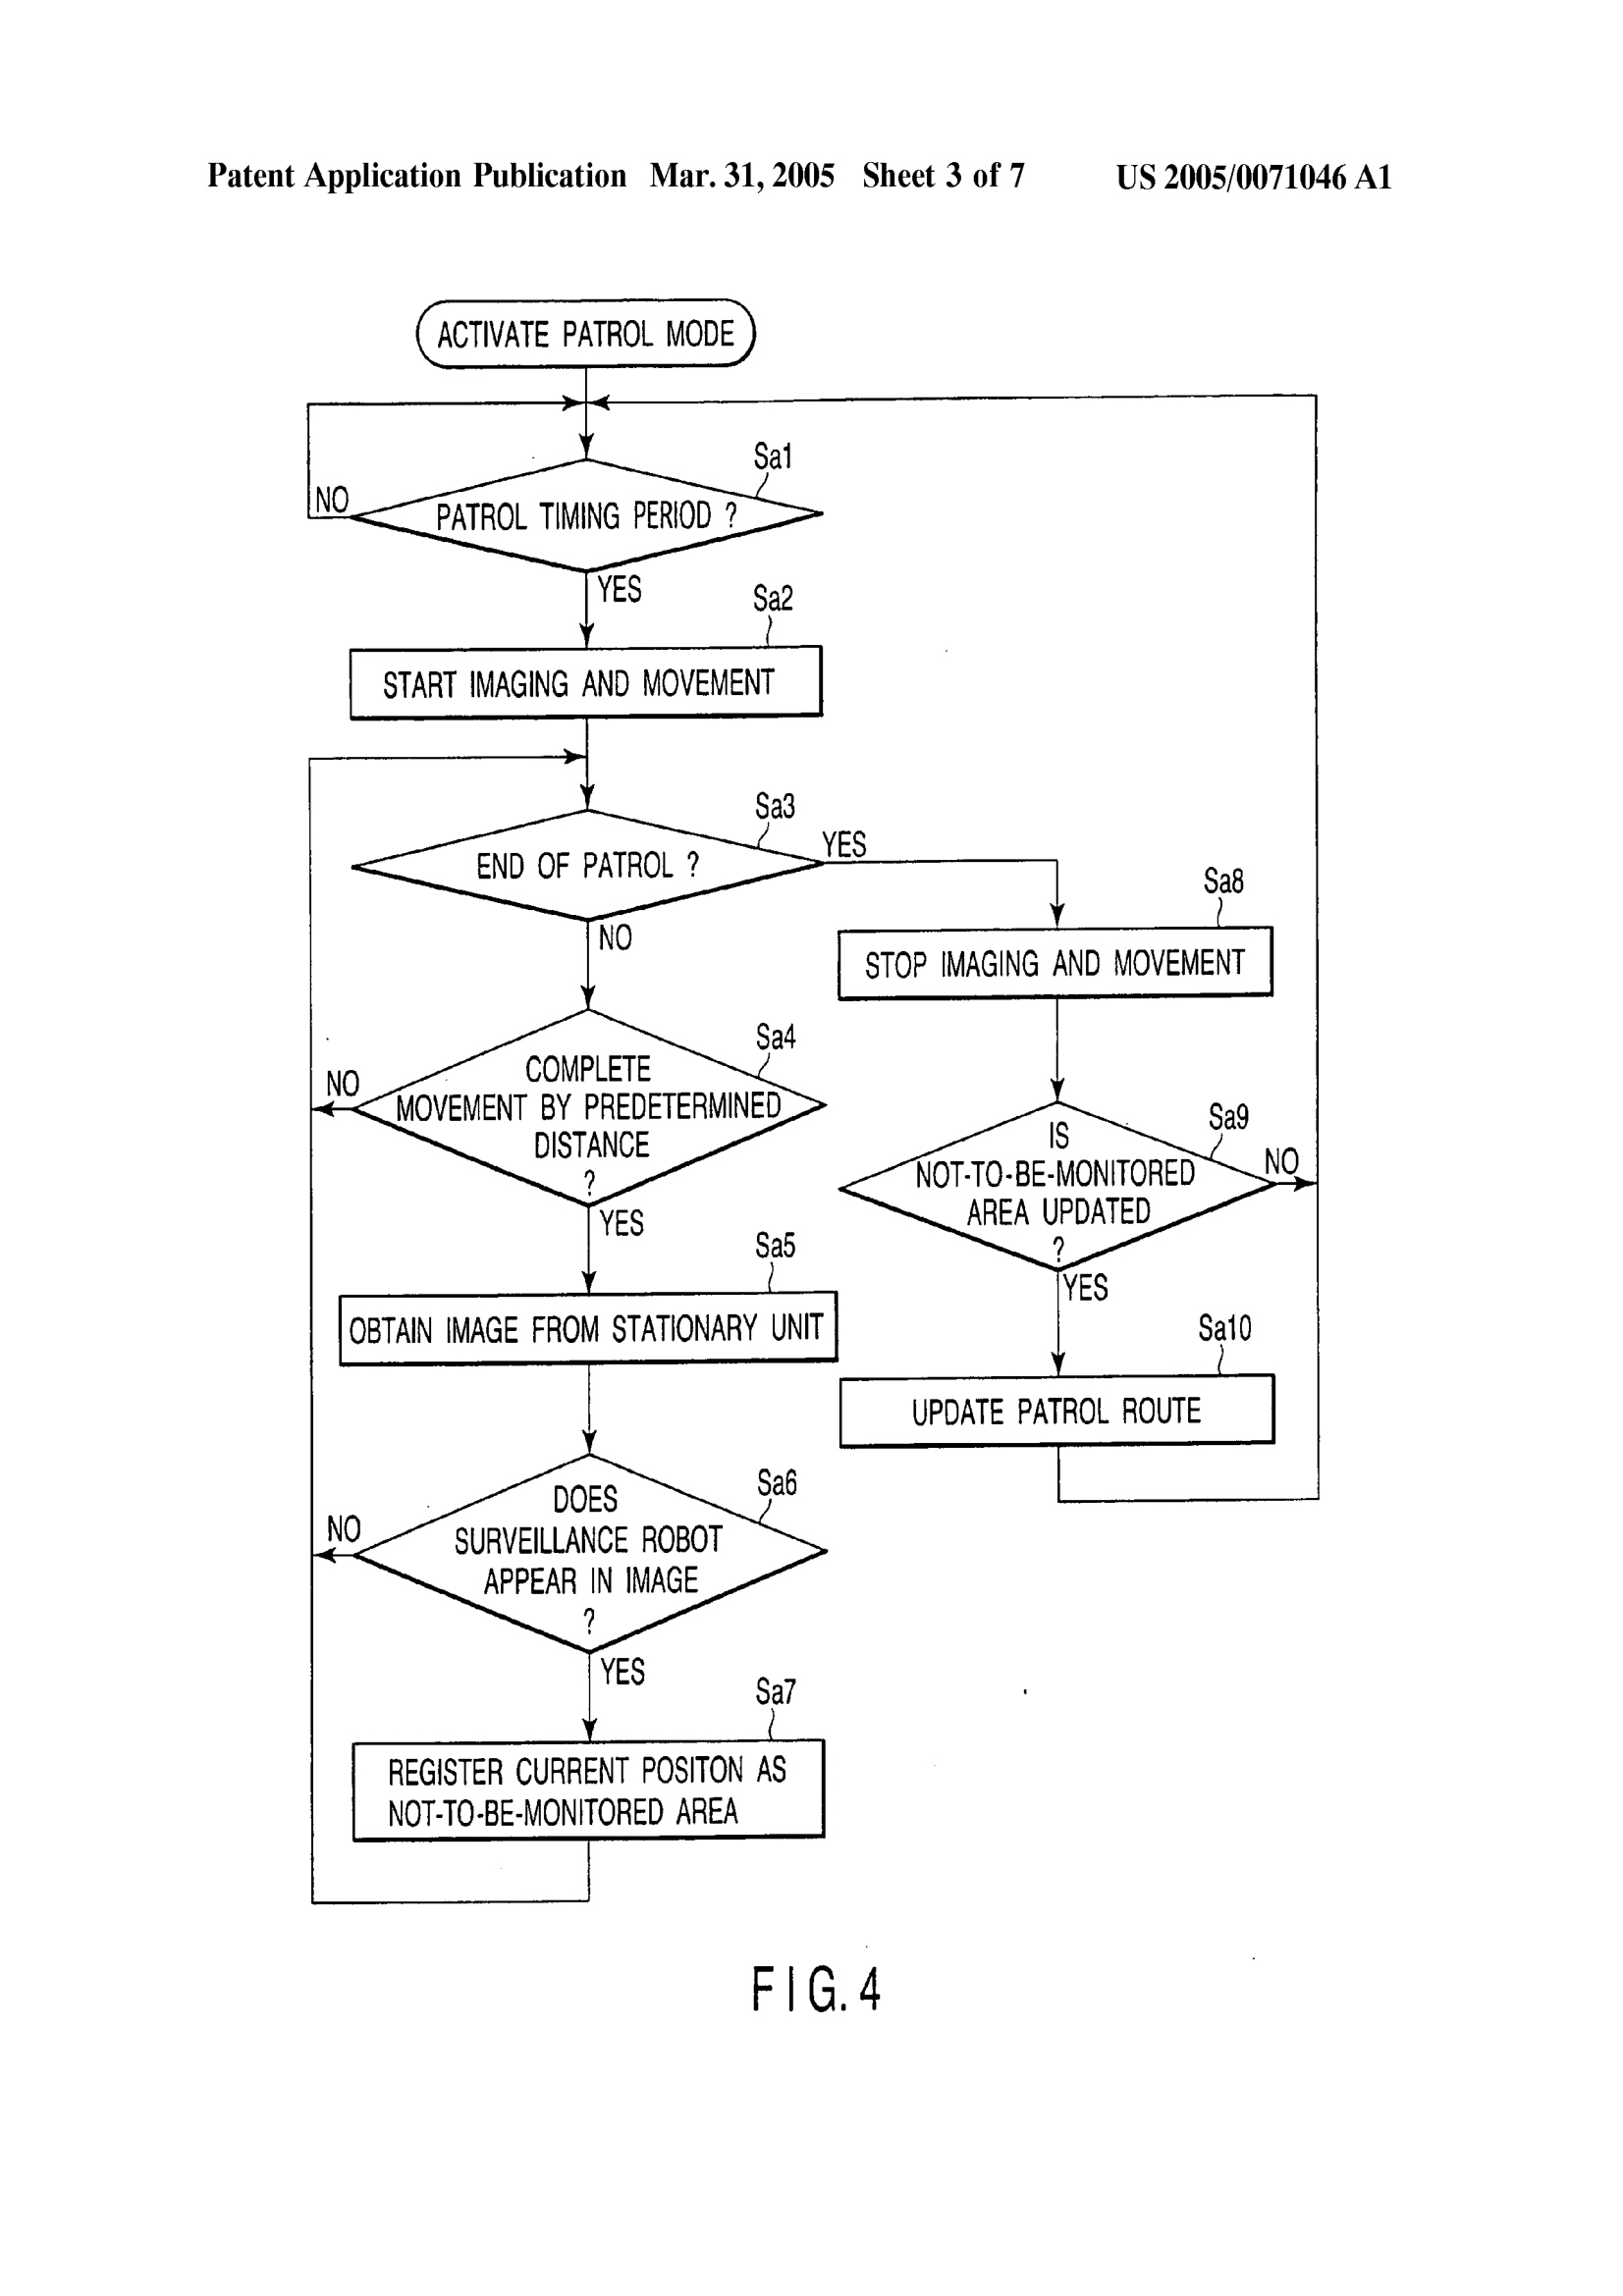 Patent Application Publication Mar. 31, 2005 Sheet 3 of 7 US 2005/0071046 A1
ACTIVATE PATROL MODE
Sa1
NO
PATROL TIMING PERIOD ?
YES
Sa2
START IMAGING AND MOVEMENT
Sa3
END OF PATROL ?
YES
NO
Sa8
STOP IMAGING AND MOVEMENT
Sa4
NO
COMPLETE
MOVEMENT BY PREDETERMINED
DISTANCE
?
YES
Sa9
IS
NOT-TO-BE-MONITORED
AREA UPDATED
?
NO
YES
Sa5
OBTAIN IMAGE FROM STATIONARY UNIT
Sa10
UPDATE PATROL ROUTE
Sa6
NO
DOES
SURVEILLANCE ROBOT
APPEAR IN IMAGE
?
YES
Sa7
REGISTER CURRENT POSITON AS
NOT-TO-BE-MONITORED AREA
FIG. 4